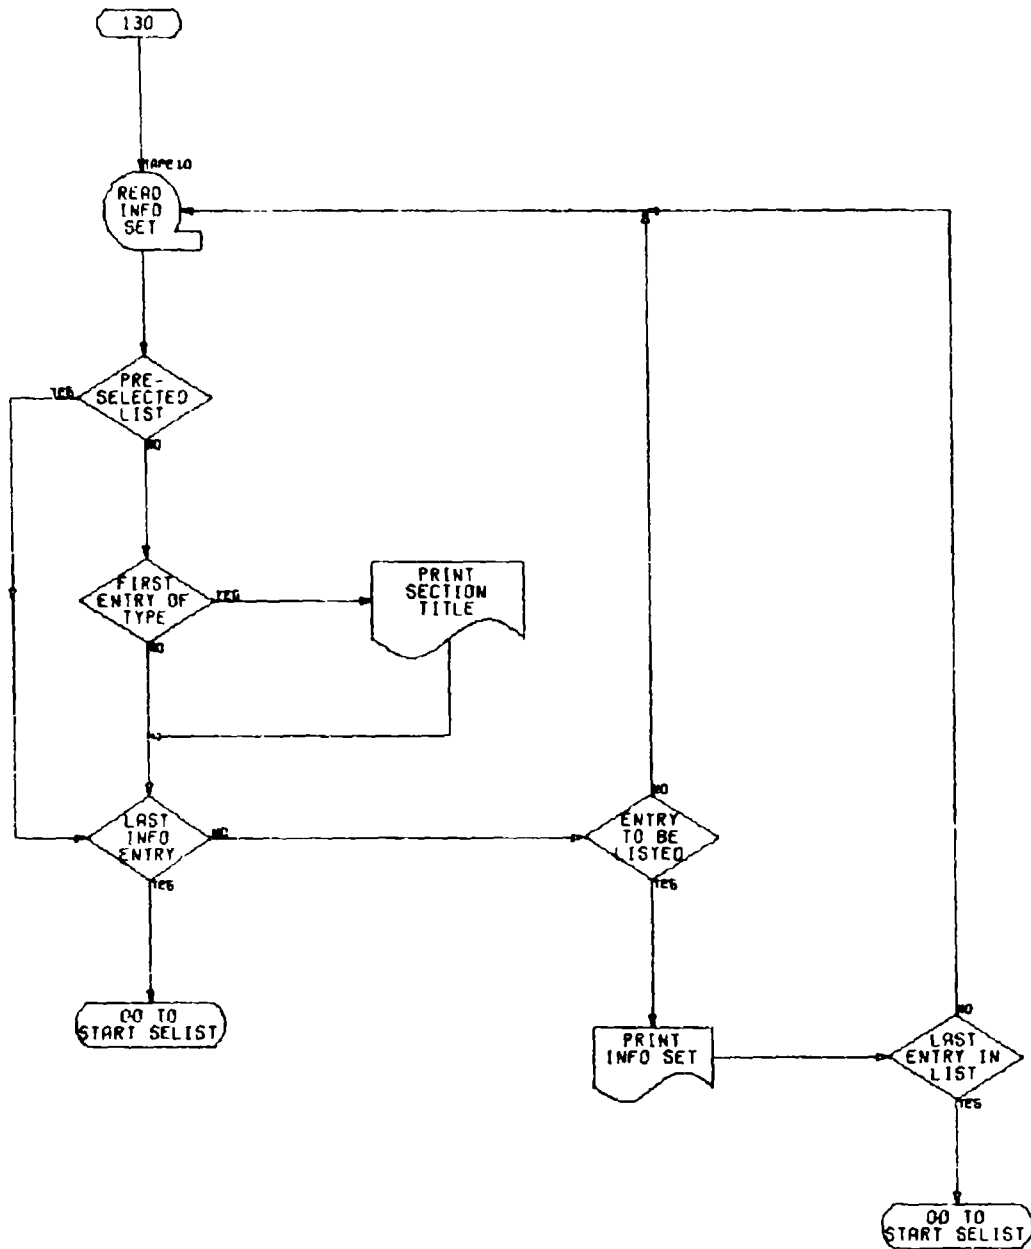 130
TAPE 10
READ
INFO
SET
PRE-
SELECTED
LIST
YES
NO
FIRST
ENTRY OF
TYPE
YES
NO
PRINT
SECTION
TITLE
LAST
INFO
ENTRY
NO
YES
ENTRY
TO BE
LISTED
NO
YES
GO TO
START SELIST
PRINT
INFO SET
LAST
ENTRY IN
LIST
NO
YES
GO TO
START SELIST